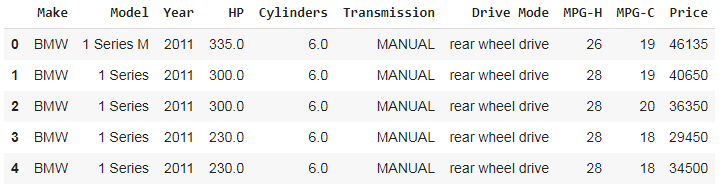 Make Model Year HP Cylinders Transmission Drive Mode MPG-H MPG-C Price
0 BMW 1 Series M 2011 335.0 6.0 MANUAL rear wheel drive 26 19 46135
1 BMW 1 Series 2011 300.0 6.0 MANUAL rear wheel drive 28 19 40650
2 BMW 1 Series 2011 300.0 6.0 MANUAL rear wheel drive 28 20 36350
3 BMW 1 Series 2011 230.0 6.0 MANUAL rear wheel drive 28 18 29450
4 BMW 1 Series 2011 230.0 6.0 MANUAL rear wheel drive 28 18 34500